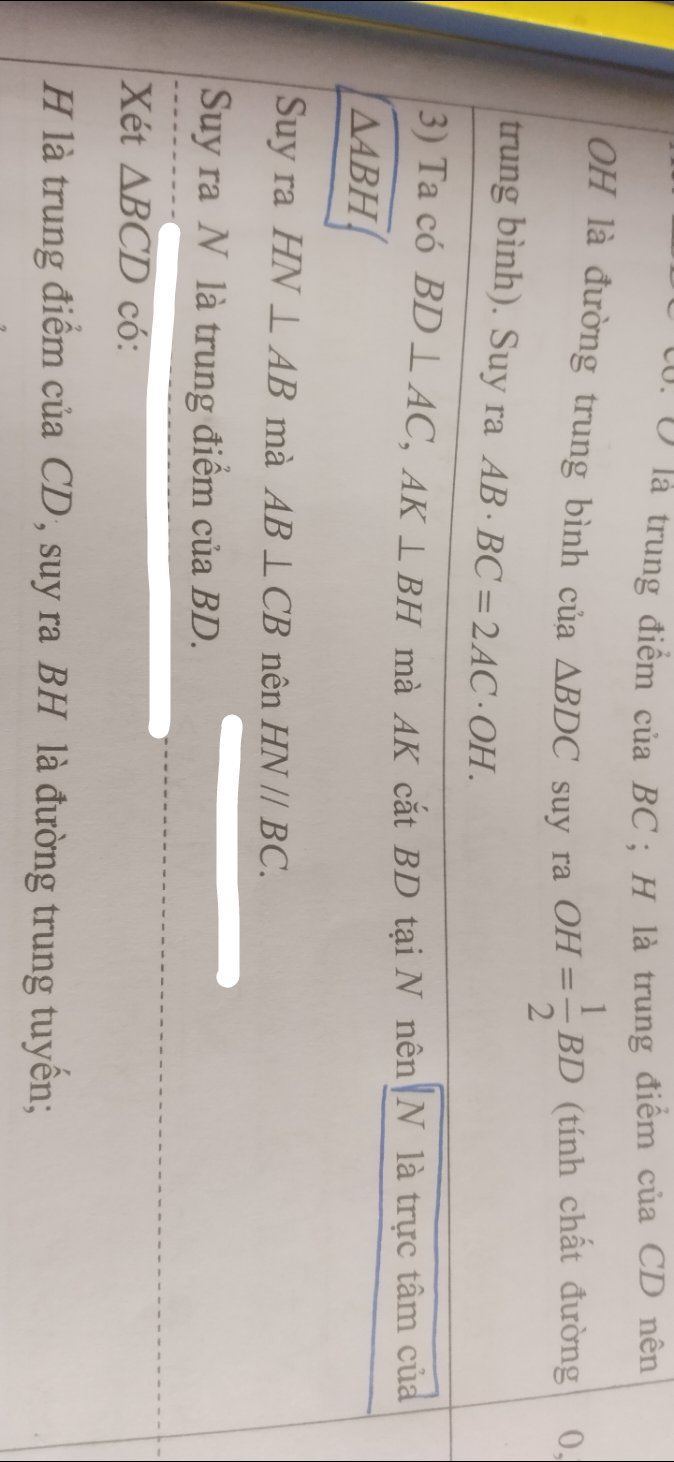 có: O là trung điểm của BC; H là trung điểm của CD nên
OH là đường trung bình của ΔBDC suy ra OH = 1/2 BD (tính chất đường
0,
trung bình). Suy ra AB·BC = 2AC·OH.
3) Ta có BD ⊥ AC, AK ⊥ BH mà AK cắt BD tại N nên N là trực tâm của
ΔABH.
Suy ra HN ⊥ AB mà AB ⊥ CB nên HN // BC.
Suy ra N là trung điểm của BD.
Xét ΔBCD có:
H là trung điểm của CD, suy ra BH là đường trung tuyến;